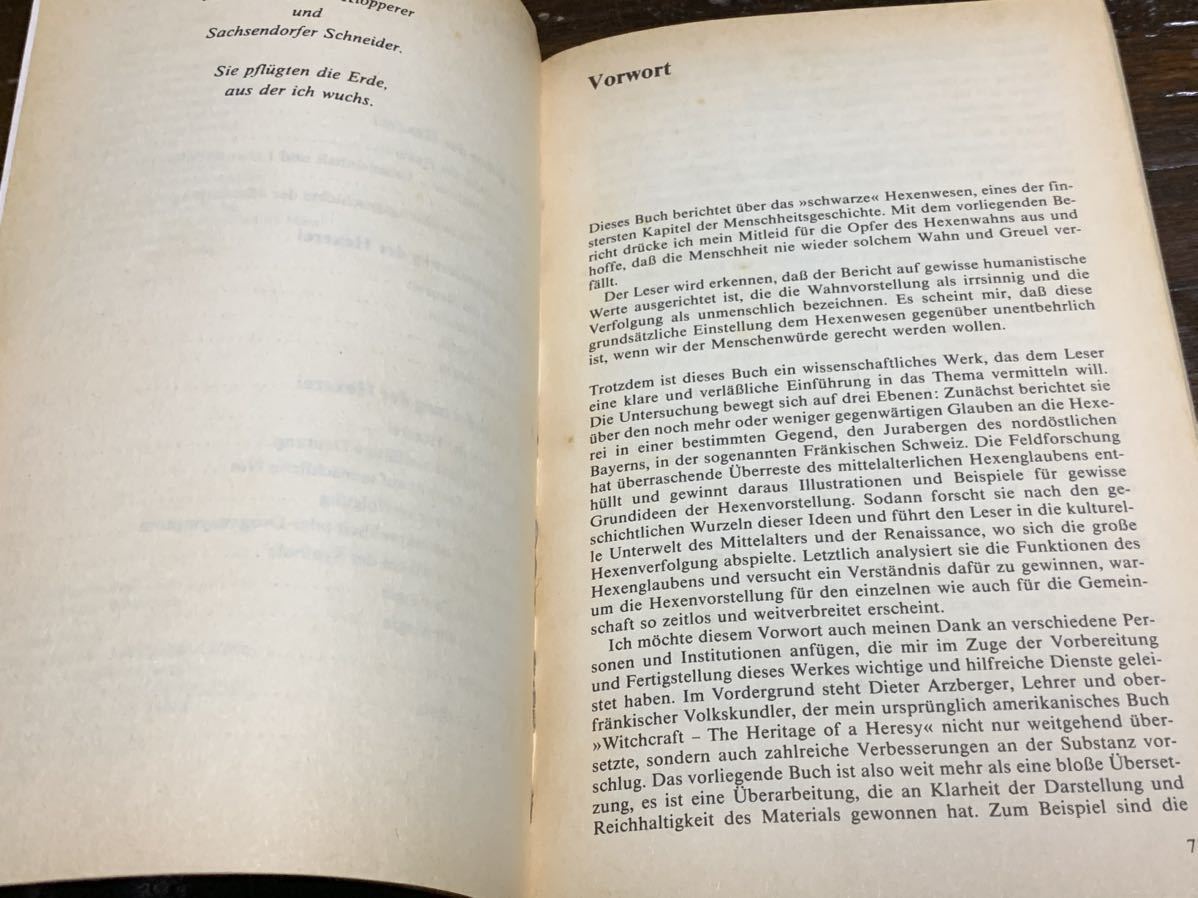 Klopperer
und
Sachsendorfer Schneider.
Sie pflügten die Erde,
aus der ich wuchs.
Vorwort
Dieses Buch berichtet über das »schwarze« Hexenwesen, eines der fin-
stersten Kapitel der Menschheitsgeschichte. Mit dem vorliegenden Be-
richt drücke ich mein Mitleid für die Opfer des Hexenwahns aus und
hoffe, daß die Menschheit nie wieder solchem Wahn und Greuel ver-
fällt.
Der Leser wird erkennen, daß der Bericht auf gewisse humanistische
Werte ausgerichtet ist, die die Wahnvorstellung als irrsinnig und die
Verfolgung als unmenschlich bezeichnen. Es scheint mir, daß diese
grundsätzliche Einstellung dem Hexenwesen gegenüber unentbehrlich
ist, wenn wir der Menschenwürde gerecht werden wollen.
Trotzdem ist dieses Buch ein wissenschaftliches Werk, das dem Leser
eine klare und verläßliche Einführung in das Thema vermitteln will.
Die Untersuchung bewegt sich auf drei Ebenen: Zunächst berichtet sie
über den noch mehr oder weniger gegenwärtigen Glauben an die Hexe-
rei in einer bestimmten Gegend, den Jurabergen des nordöstlichen
Bayerns, in der sogenannten Fränkischen Schweiz. Die Feldforschung
hat überraschende Überreste des mittelalterlichen Hexenglaubens ent-
hüllt und gewinnt daraus Illustrationen und Beispiele für gewisse
Grundideen der Hexenvorstellung. Sodann forscht sie nach den ge-
schichtlichen Wurzeln dieser Ideen und führt den Leser in die kulturel-
le Unterwelt des Mittelalters und der Renaissance, wo sich die große
Hexenverfolgung abspielte. Letztlich analysiert sie die Funktionen des
Hexenglaubens und versucht ein Verständnis dafür zu gewinnen, war-
um die Hexenvorstellung für den einzelnen wie auch für die Gemein-
schaft so zeitlos und weitverbreitet erscheint.
Ich möchte diesem Vorwort auch meinen Dank an verschiedene Per-
sonen und Institutionen anfügen, die mir im Zuge der Vorbereitung
und Fertigstellung dieses Werkes wichtige und hilfreiche Dienste gelei-
stet haben. Im Vordergrund steht Dieter Arzberger, Lehrer und ober-
fränkischer Volkskundler, der mein ursprünglich amerikanisches Buch
»Witchcraft – The Heritage of a Heresy« nicht nur weitgehend über-
setzte, sondern auch zahlreiche Verbesserungen an der Substanz vor-
schlug. Das vorliegende Buch ist also weit mehr als eine bloße Überset-
zung, es ist eine Überarbeitung, die an Klarheit der Darstellung und
Reichhaltigkeit des Materials gewonnen hat. Zum Beispiel sind die
7